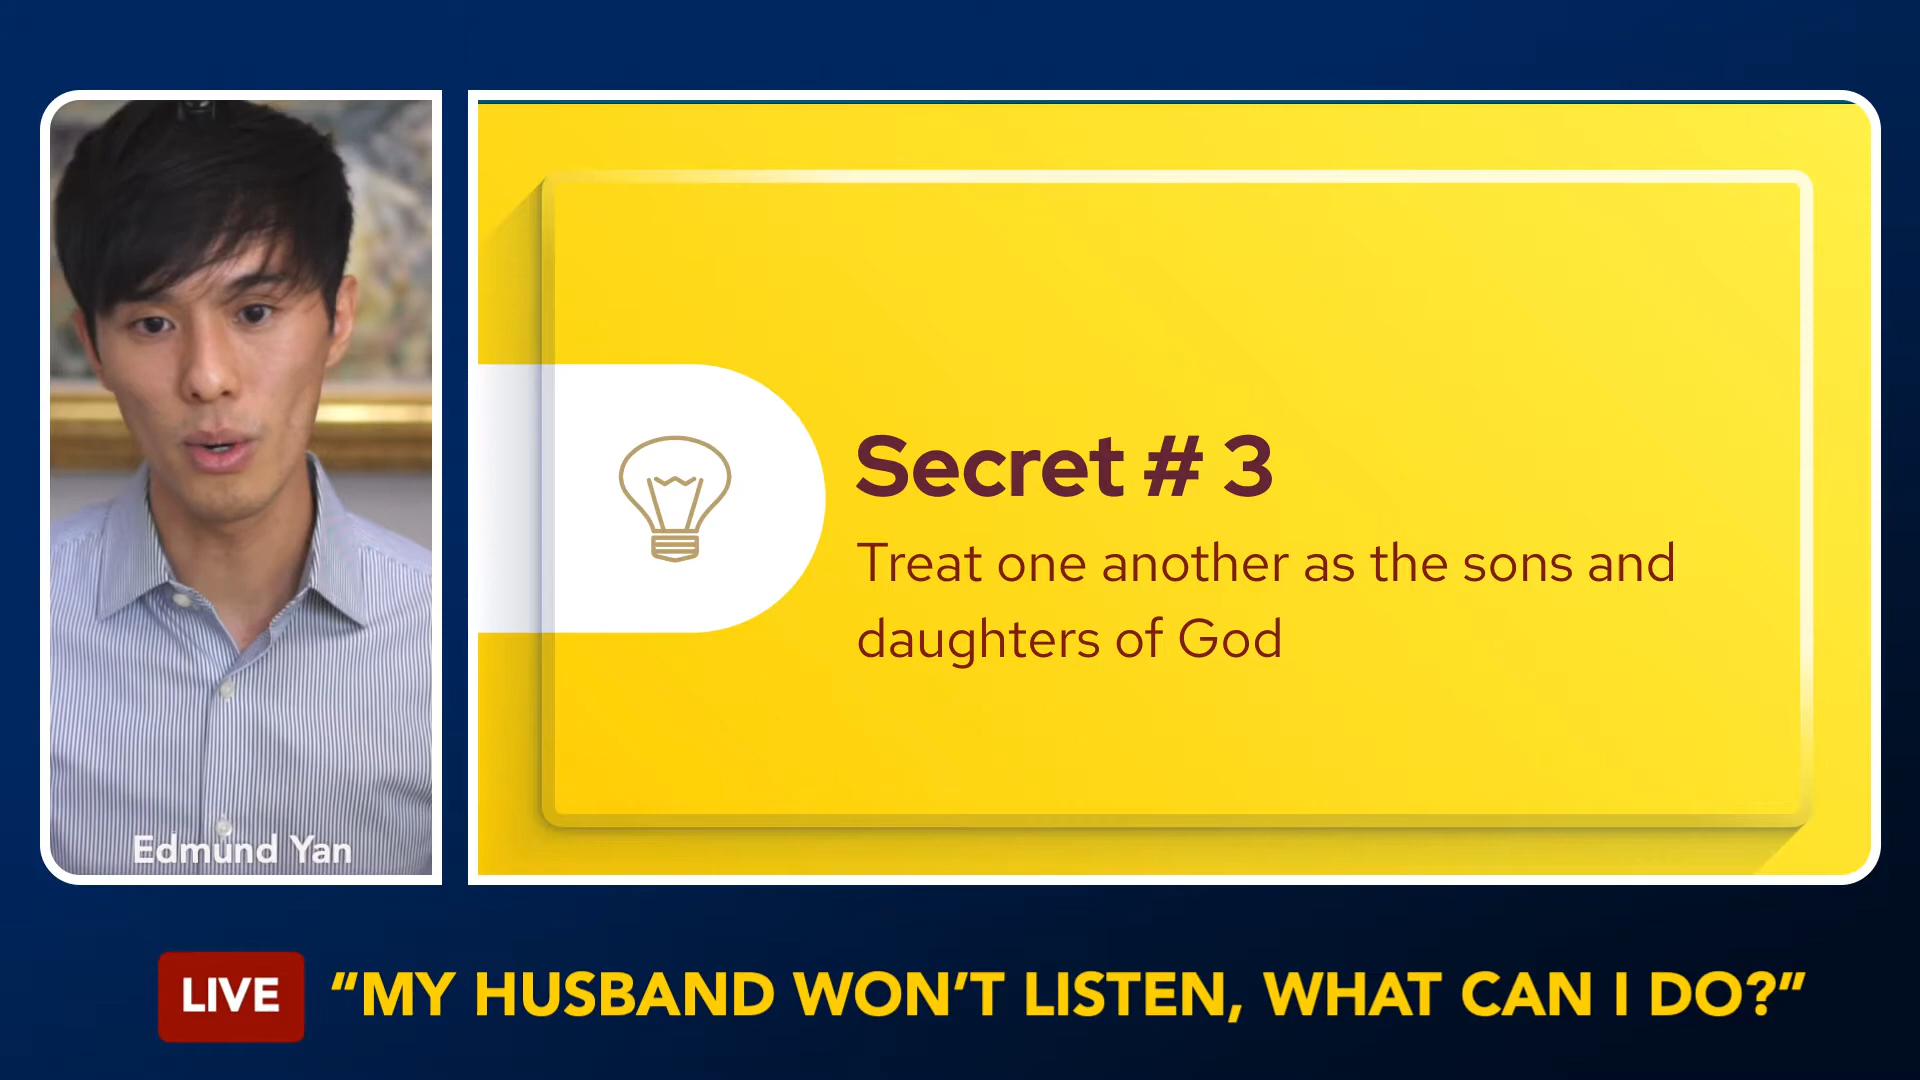 Secret # 3
Treat one another as the sons and
daughters of God
Edmund Yan
LIVE
“MY HUSBAND WON’T LISTEN, WHAT CAN I DO?”